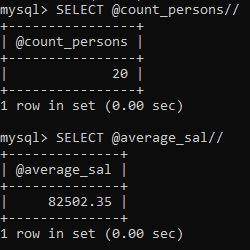 mysql> SELECT @count_persons//
+----------------+
| @count_persons |
+----------------+
|             20 |
+----------------+
1 row in set (0.00 sec)

mysql> SELECT @average_sal//
+--------------+
| @average_sal |
+--------------+
|     82502.35 |
+--------------+
1 row in set (0.00 sec)